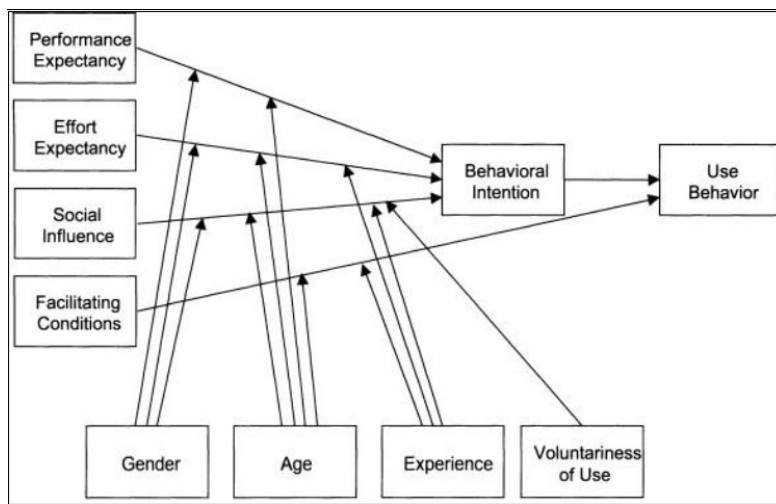 Performance
Expectancy
Effort
Expectancy
Social
Influence
Facilitating
Conditions
Behavioral
Intention
Use
Behavior
Gender
Age
Experience
Voluntariness
of Use